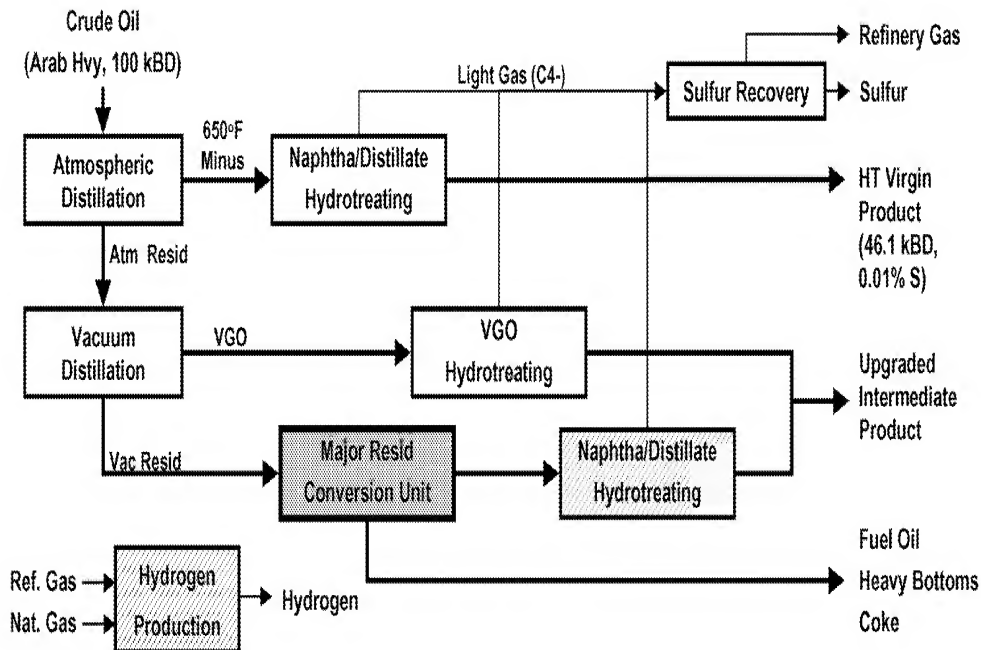 Crude Oil
(Arab Hvy, 100 kBD)
Refinery Gas
Light Gas (C4-)
Sulfur Recovery
Sulfur
650oF
Minus
Atmospheric
Distillation
Naphtha/Distillate
Hydrotreating
HT Virgin
Product
(46.1 kBD,
0.01% S)
Atm Resid
Vacuum
Distillation
VGO
VGO
Hydrotreating
Upgraded
Intermediate
Product
Vac Resid
Major Resid
Conversion Unit
Naphtha/Distillate
Hydrotreating
Fuel Oil
Heavy Bottoms
Coke
Ref. Gas
Nat. Gas
Hydrogen
Production
Hydrogen